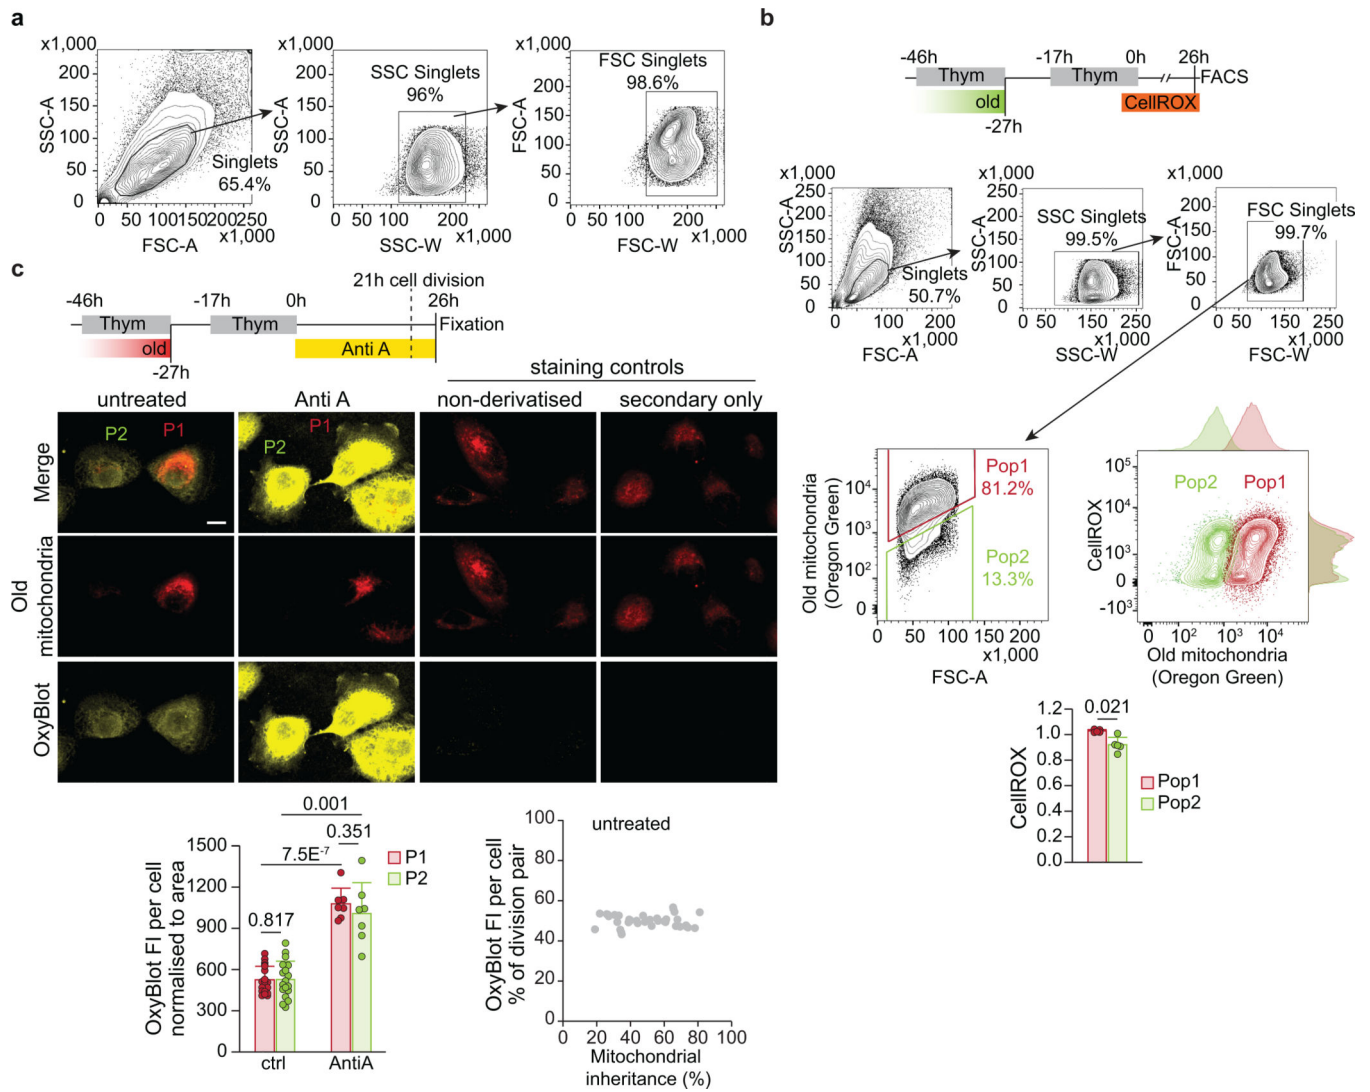 a
x1,000
200
150
100
50
0
SSC-A
Singlets
65.4%
0 50 100150 200 250
FSC-A
x1,000
x1,000
200
150
100
50
0
SSC-A
SSC Singlets
96%
0 50 100 200
SSC-W
x1,000
x1,000
200
150
100
50
0
FSC-A
FSC Singlets
98.6%
0 50 100 200
FSC-W
x1,000
b
-46h
-17h
0h
26h
Thym
Thym
FACS
old
CellROX
-27h
x1,000
250
200
150
100
50
0
SSC-A
Singlets
50.7%
0 50 100 200
FSC-A
x1,000
x1,000
250
200
150
100
50
0
SSC-A
SSC Singlets
99.5%
0 50 150 250
SSC-W
x1,000
x1,000
250
200
150
100
50
0
FSC-A
FSC Singlets
99.7%
0 50 100 150 200 250
FSC-W
x1,000
Old mitochondria
(Oregon Green)
10⁴
10³
10²
0
Pop1
81.2%
Pop2
13.3%
0 50 100 150 200
x1,000
FSC-A
CellROX
10⁵
10⁴
10³
0
-10³
Pop2
Pop1
0 10² 10³ 10⁴
Old mitochondria
(Oregon Green)
CellROX
1.2
1.0
0.8
0.6
0.4
0.2
0.0
0.021
Pop1
Pop2
c
21h cell division
-46h
-17h
0h
26h
Thym
Thym
Fixation
old
Anti A
-27h
staining controls
untreated
Anti A
non-derivatised
secondary only
Merge
P2
P1
P2
P1
Old
mitochondria
OxyBlot
OxyBlot FI per cell
normalised to area
1500
1200
900
600
300
0
0.001
0.351
7.5E⁻⁷
0.817
P1
P2
ctrl
AntiA
OxyBlot FI per cell
% of division pair
100
80
60
40
20
0
untreated
0 20 40 60 80 100
Mitochondrial
inheritance (%)